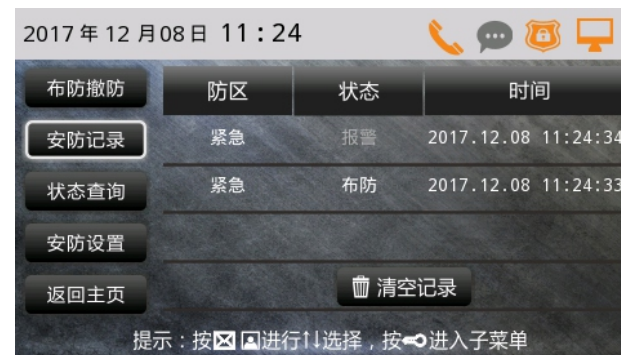 2017年12月08日 11:24
布防撤防 防区 状态 时间
安防记录 紧急 报警 2017.12.08 11:24:34
状态查询 紧急 布防 2017.12.08 11:24:33
安防设置
返回主页 清空记录
提示：按进行↑↓选择，按进入子菜单